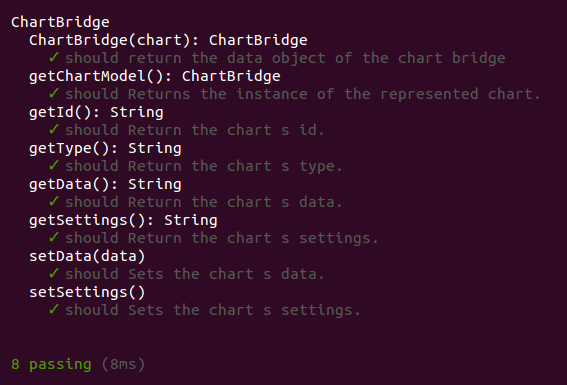 ChartBridge
ChartBridge(chart): ChartBridge
✓ should return the data object of the chart bridge
getChartModel(): ChartBridge
✓ should Returns the instance of the represented chart.
getId(): String
✓ should Return the chart s id.
getType(): String
✓ should Return the chart s type.
getData(): String
✓ should Return the chart s data.
getSettings(): String
✓ should Return the chart s settings.
setData(data)
✓ should Sets the chart s data.
setSettings()
✓ should Sets the chart s settings.
8 passing (8ms)